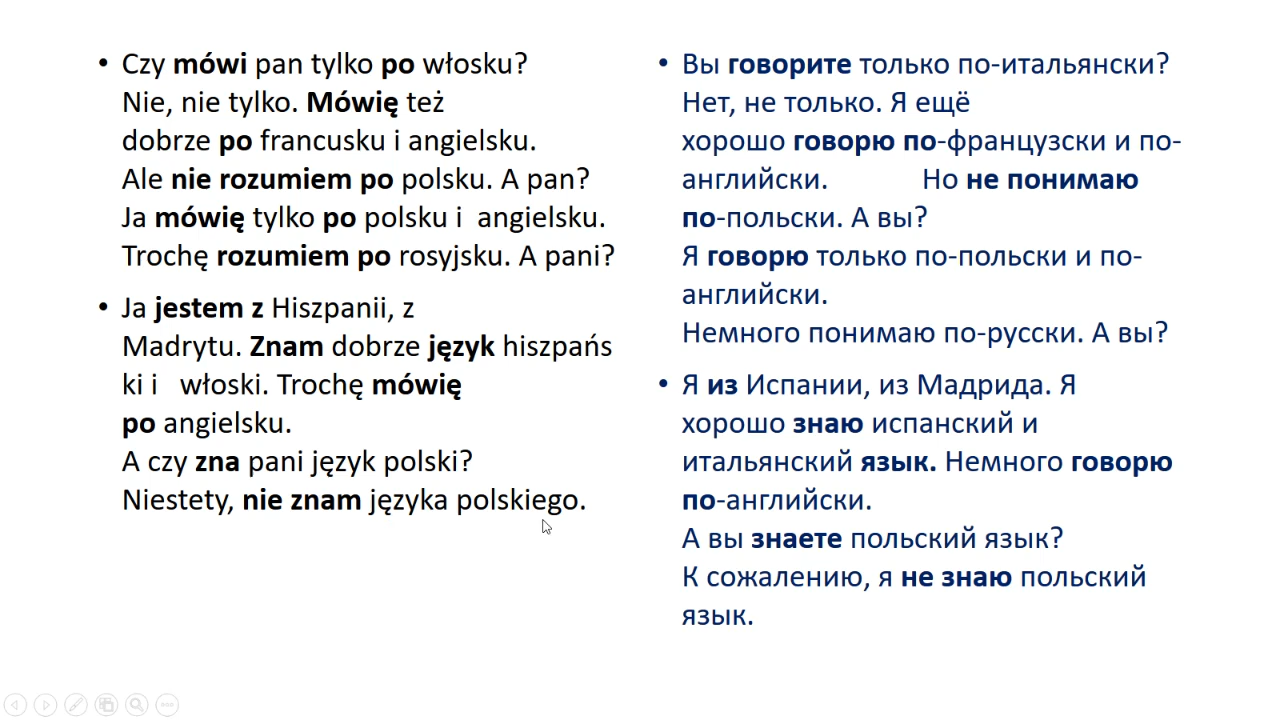 • Czy mówi pan tylko po włosku?
Nie, nie tylko. Mówię też
dobrze po francusku i angielsku.
Ale nie rozumiem po polsku. A pan?
Ja mówię tylko po polsku i  angielsku.
Trochę rozumiem po rosyjsku. A pani?
• Ja jestem z Hiszpanii, z
Madrytu. Znam dobrze język hiszpańs
ki i   włoski. Trochę mówię
po angielsku.
A czy zna pani język polski?
Niestety, nie znam języka polskiego.
• Вы говорите только по-итальянски?
Нет, не только. Я ещё
хорошо говорю по-французски и по-
английски.            Но не понимаю
по-польски. А вы?
Я говорю только по-польски и по-
английски.
Немного понимаю по-русски. А вы?
• Я из Испании, из Мадрида. Я
хорошо знаю испанский и
итальянский язык. Немного говорю
по-английски.
А вы знаете польский язык?
К сожалению, я не знаю польский
язык.